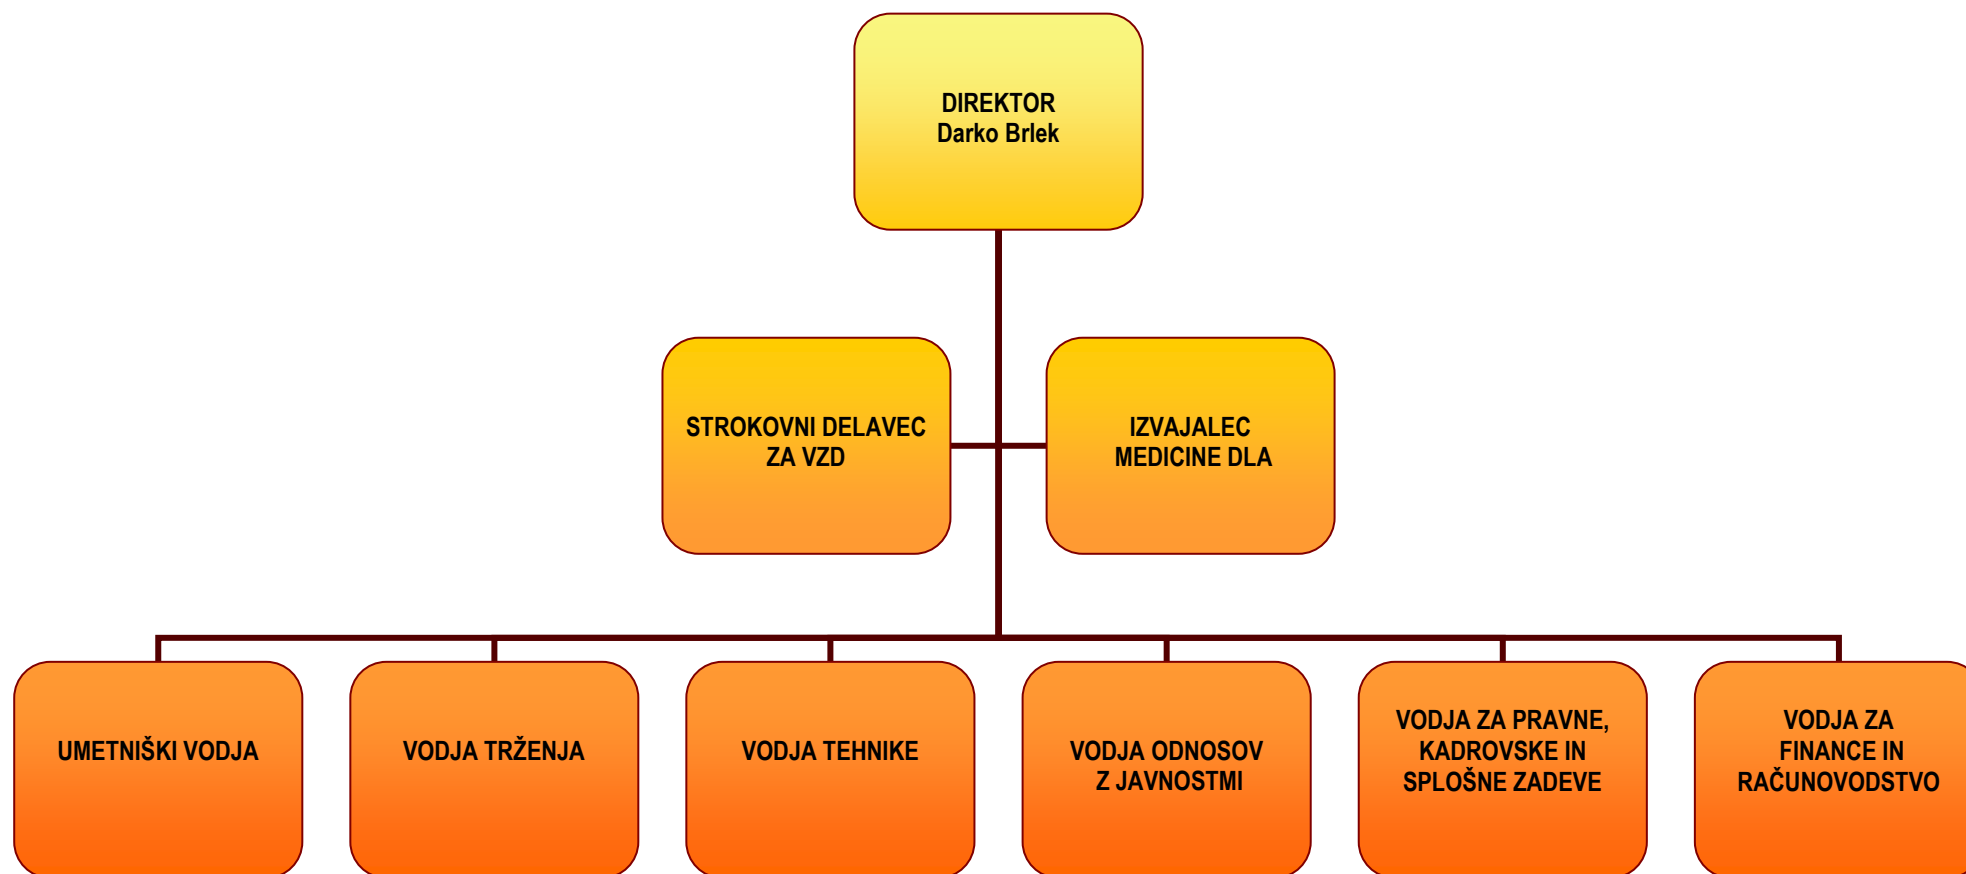 DIREKTOR
Darko Brlek
STROKOVNI DELAVEC
ZA VZD
IZVAJALEC
MEDICINE DLA
UMETNIŠKI VODJA
VODJA TRŽENJA
VODJA TEHNIKE
VODJA ODNOSOV
Z JAVNOSTMI
VODJA ZA PRAVNE,
KADROVSKE IN
SPLOŠNE ZADEVE
VODJA ZA
FINANCE IN
RAČUNOVODSTVO